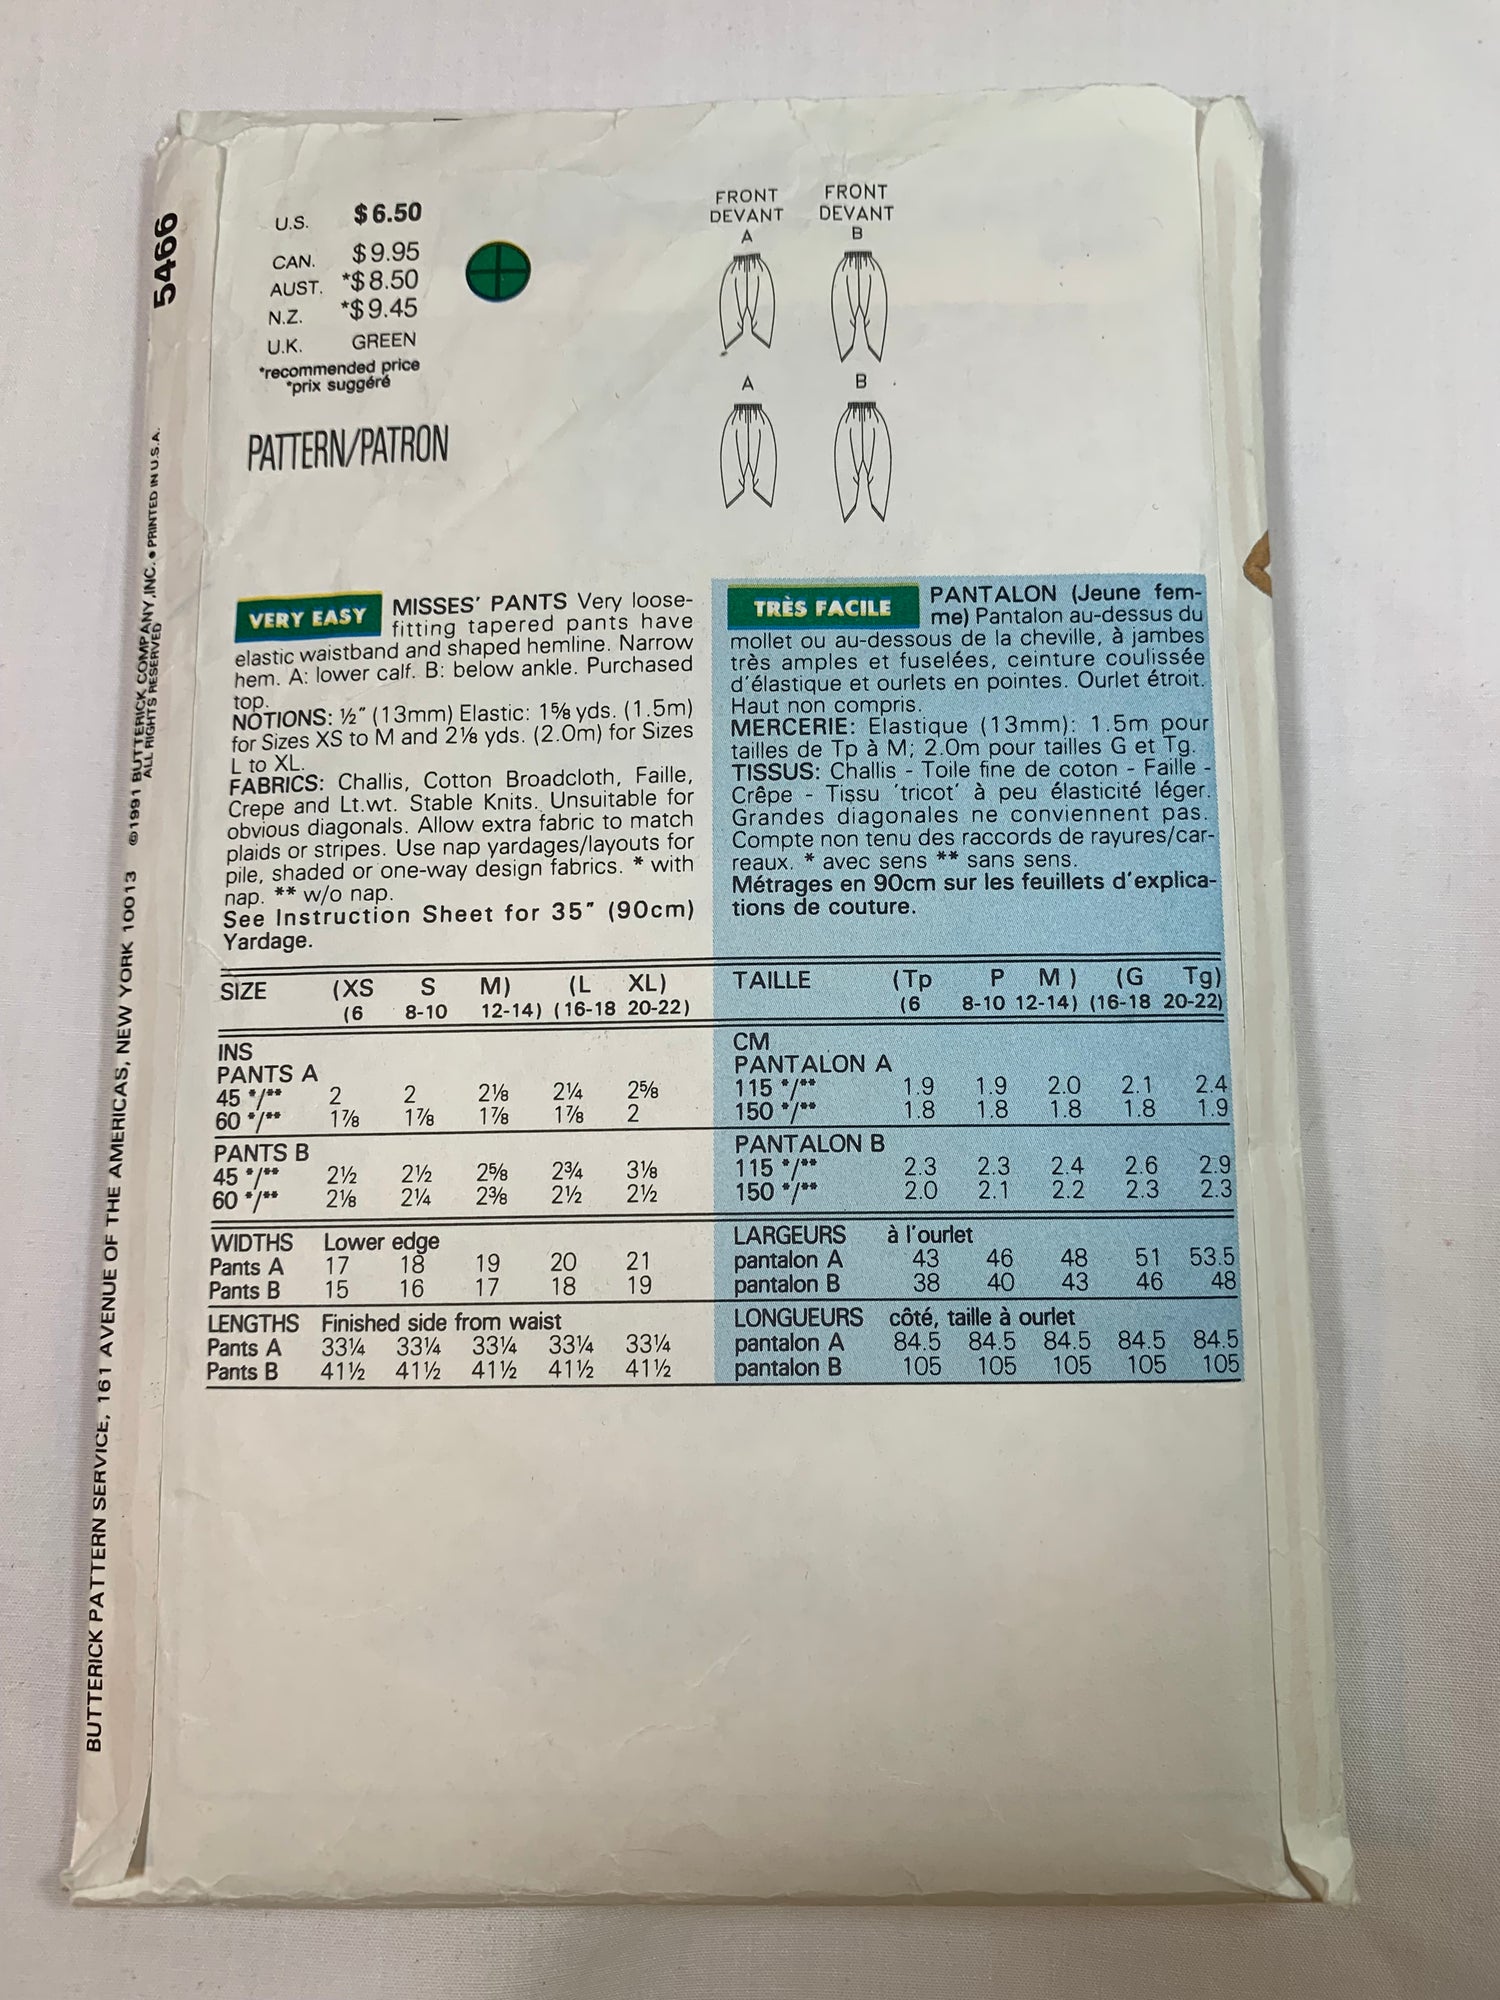 5466
©1991 BUTTERICK COMPANY, INC. • PRINTED IN U.S.A.
ALL RIGHTS RESERVED
BUTTERICK PATTERN SERVICE, 161 AVENUE OF THE AMERICAS, NEW YORK 10013
U.S. $6.50
CAN. $9.95
AUST. *$8.50
N.Z. *$9.45
U.K. GREEN
*recommended price
*prix suggéré
PATTERN/PATRON
FRONT FRONT
DEVANT DEVANT
A B
A B
VERY EASY MISSES' PANTS Very loose-
fitting tapered pants have
elastic waistband and shaped hemline. Narrow
hem. A: lower calf. B: below ankle. Purchased
top.
NOTIONS: ½" (13mm) Elastic: 1⅝ yds. (1.5m)
for Sizes XS to M and 2⅛ yds. (2.0m) for Sizes
L to XL.
FABRICS: Challis, Cotton Broadcloth, Faille,
Crepe and Lt.wt. Stable Knits. Unsuitable for
obvious diagonals. Allow extra fabric to match
plaids or stripes. Use nap yardages/layouts for
pile, shaded or one-way design fabrics. * with
nap. ** w/o nap.
See Instruction Sheet for 35" (90cm)
Yardage.
TRÈS FACILE PANTALON (Jeune fem-
me) Pantalon au-dessus du
mollet ou au-dessous de la cheville, à jambes
très amples et fuselées, ceinture coulissée
d'élastique et ourlets en pointes. Ourlet étroit.
Haut non compris.
MERCERIE: Elastique (13mm): 1.5m pour
tailles de Tp à M; 2.0m pour tailles G et Tg.
TISSUS: Challis - Toile fine de coton - Faille -
Crêpe - Tissu 'tricot' à peu élasticité léger.
Grandes diagonales ne conviennent pas.
Compte non tenu des raccords de rayures/car-
reaux. * avec sens ** sans sens.
Métrages en 90cm sur les feuillets d'explica-
tions de couture.
SIZE (XS S M) (L XL)
(6 8-10 12-14) (16-18 20-22)
INS
PANTS A
45 */** 2 2 2⅛ 2¼ 2⅝
60 */** 1⅞ 1⅞ 1⅞ 1⅞ 2
PANTS B
45 */** 2½ 2½ 2⅝ 2¾ 3⅛
60 */** 2⅛ 2¼ 2⅜ 2½ 2½
WIDTHS Lower edge
Pants A 17 18 19 20 21
Pants B 15 16 17 18 19
LENGTHS Finished side from waist
Pants A 33¼ 33¼ 33¼ 33¼ 33¼
Pants B 41½ 41½ 41½ 41½ 41½
TAILLE (Tp P M) (G Tg)
(6 8-10 12-14) (16-18 20-22)
CM
PANTALON A
115 */** 1.9 1.9 2.0 2.1 2.4
150 */** 1.8 1.8 1.8 1.8 1.9
PANTALON B
115 */** 2.3 2.3 2.4 2.6 2.9
150 */** 2.0 2.1 2.2 2.3 2.3
LARGEURS à l'ourlet
pantalon A 43 46 48 51 53.5
pantalon B 38 40 43 46 48
LONGUEURS côté, taille à ourlet
pantalon A 84.5 84.5 84.5 84.5 84.5
pantalon B 105 105 105 105 105